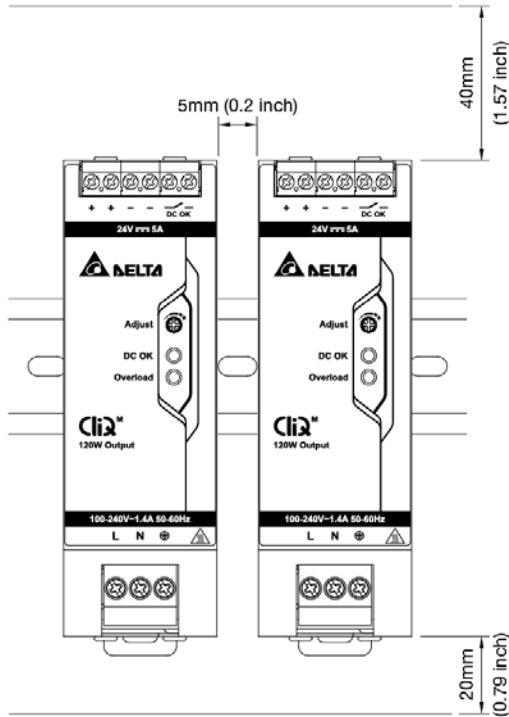 40mm
(1.57 inch)
5mm (0.2 inch)
+ + - -
DC OK
24V 5A
DELTA
Adjust
DC OK
Overload
CliQ M
120W Output
100-240V~1.4A 50-60Hz
L N
+ + - -
DC OK
24V 5A
DELTA
Adjust
DC OK
Overload
CliQ M
120W Output
100-240V~1.4A 50-60Hz
L N
20mm
(0.79 inch)